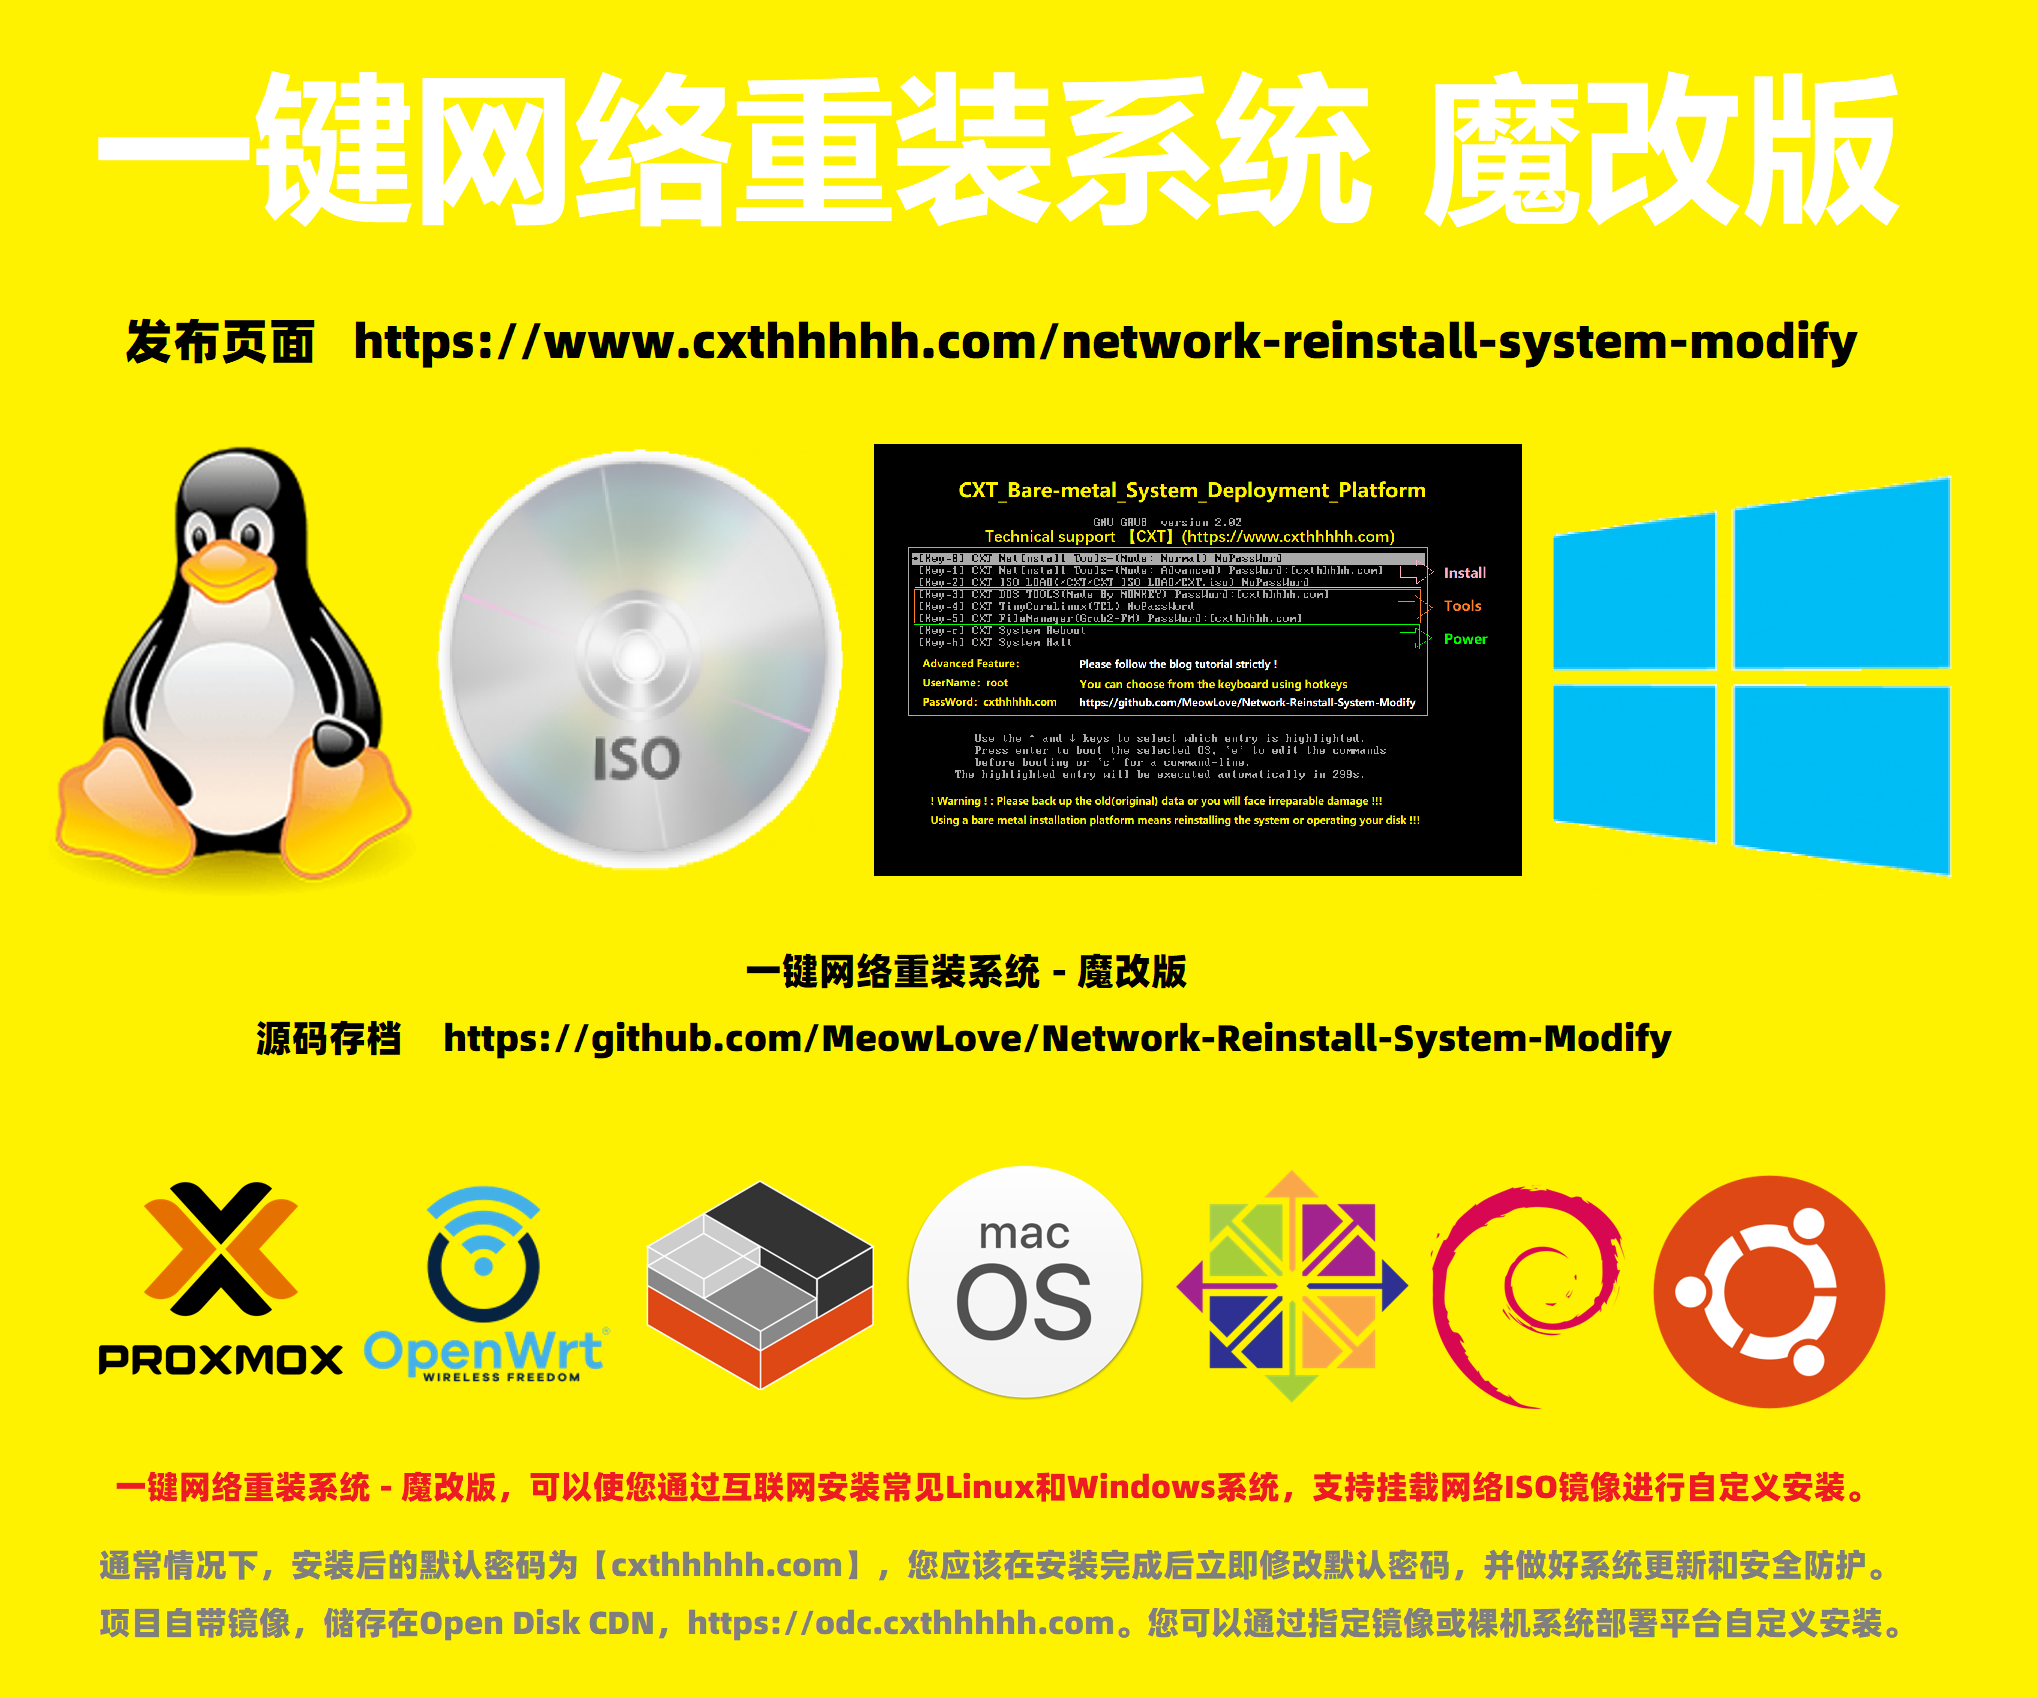 一键网络重装系统 魔改版
发布页面 https://www.cxthhhhh.com/network-reinstall-system-modify
ISO
CXT_Bare-metal_System_Deployment_Platform
GNU GRUB version 2.02
Technical support 【CXT】(https://www.cxthhhhh.com)
[Key-0] CXT NetInstall Tools-(Mode: Normal) NoPassWord
[Key-1] CXT NetInstall Tools-(Mode: Advanced) PassWord:[cxthhhhh.com]
[Key-2] CXT ISO LOAD(/CXT/CXT_ISO_LOAD/CXT.iso) NoPassWord
[Key-3] CXT DOS TOOLS(Made By MONKEY) PassWord:[cxthhhhh.com]
[Key-4] CXT TinyCoreLinux(TCL) NoPassWord
[Key-5] CXT FileManager(Grub2-FM) PassWord:[cxthhhhh.com]
[Key-r] CXT System Reboot
[Key-h] CXT System Halt
Install
Tools
Power
Advanced Feature: Please follow the blog tutorial strictly !
UserName: root You can choose from the keyboard using hotkeys
PassWord: cxthhhhh.com https://github.com/MeowLove/Network-Reinstall-System-Modify
Use the ↑ and ↓ keys to select which entry is highlighted.
Press enter to boot the selected OS, `e' to edit the commands
before booting or `c' for a command-line.
The highlighted entry will be executed automatically in 299s.
! Warning ! : Please back up the old(original) data or you will face irreparable damage !!!
Using a bare metal installation platform means reinstalling the system or operating your disk !!!
一键网络重装系统 - 魔改版
源码存档 https://github.com/MeowLove/Network-Reinstall-System-Modify
PROXMOX
OpenWrt®
WIRELESS FREEDOM
mac
OS
一键网络重装系统 - 魔改版，可以使您通过互联网安装常见Linux和Windows系统，支持挂载网络ISO镜像进行自定义安装。
通常情况下，安装后的默认密码为【cxthhhhh.com】，您应该在安装完成后立即修改默认密码，并做好系统更新和安全防护。
项目自带镜像，储存在Open Disk CDN，https://odc.cxthhhhh.com。您可以通过指定镜像或裸机系统部署平台自定义安装。